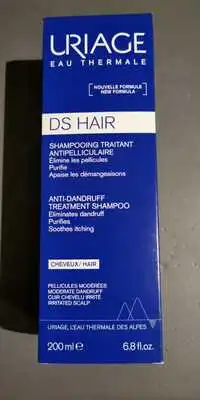 URIAGE
EAU THERMALE
NOUVELLE FORMULE
NEW FORMULA
DS HAIR
SHAMPOOING TRAITANT
ANTIPELLICULAIRE
Élimine les pellicules
Purifie
Apaise les démangeaisons
ANTI-DANDRUFF
TREATMENT SHAMPOO
Eliminates dandruff
Purifies
Soothes itching
CHEVEUX/HAIR
PELLICULES MODÉRÉES
MODERATE DANDRUFF
CUIR CHEVELU IRRITÉ
IRRITATED SCALP
URIAGE, L'EAU THERMALE DES ALPES
200 ml e 6.8 fl.oz.